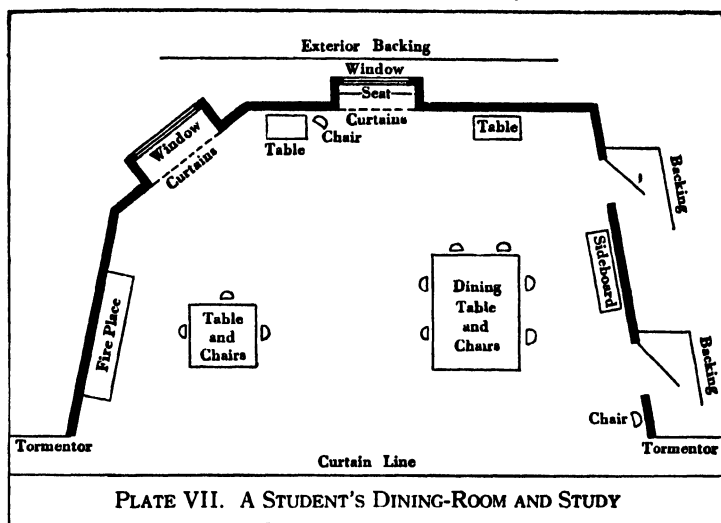 Exterior Backing
Window
Seat
Curtains
Window
Curtains
Table
Chair
Table
Backing
Sideboard
Fire Place
Table
and
Chairs
Dining
Table
and
Chairs
Backing
Chair
Tormentor
Tormentor
Curtain Line
PLATE VII. A STUDENT'S DINING-ROOM AND STUDY